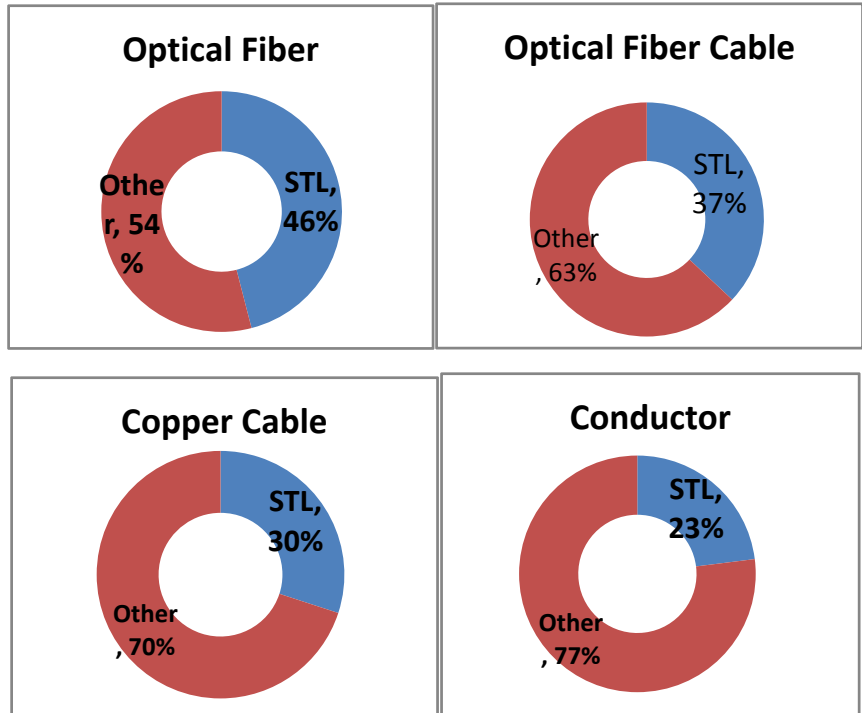 Optical Fiber
STL,
46%
Othe
r, 54
%
Optical Fiber Cable
STL,
37%
Other
, 63%
Copper Cable
STL,
30%
Other
, 70%
Conductor
STL,
23%
Other
, 77%